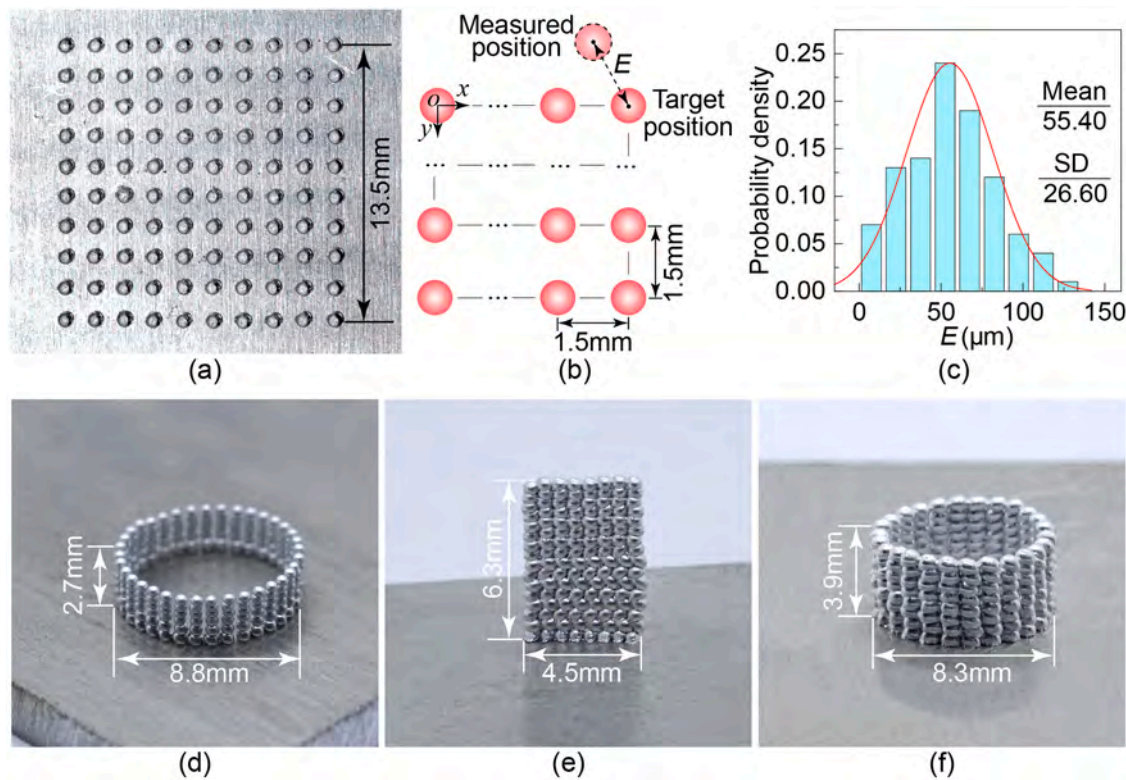 13.5mm
(a)
Measured
position
E
o
x
y
Target
position
...
...
... ... ... ...
...
1.5mm
...
1.5mm
(b)
Probability density
0.25
0.20
0.15
0.10
0.05
0.00
Mean
55.40
SD
26.60
0 50 100 150
E (μm)
(c)
2.7mm
8.8mm
(d)
6.3mm
4.5mm
(e)
3.9mm
8.3mm
(f)